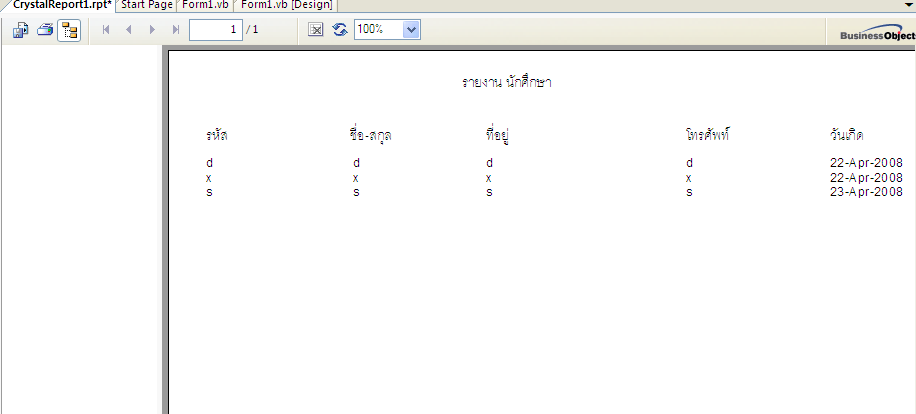 CrystalReport1.rpt* Start Page Form1.vb Form1.vb [Design]
1 / 1 100% BusinessObject
รายงาน นักศึกษา
รหัส ชื่อ-สกุล ที่อยู่ โทรศัพท์ วันเกิด
d d d d 22-Apr-2008
x x x x 22-Apr-2008
s s s s 23-Apr-2008